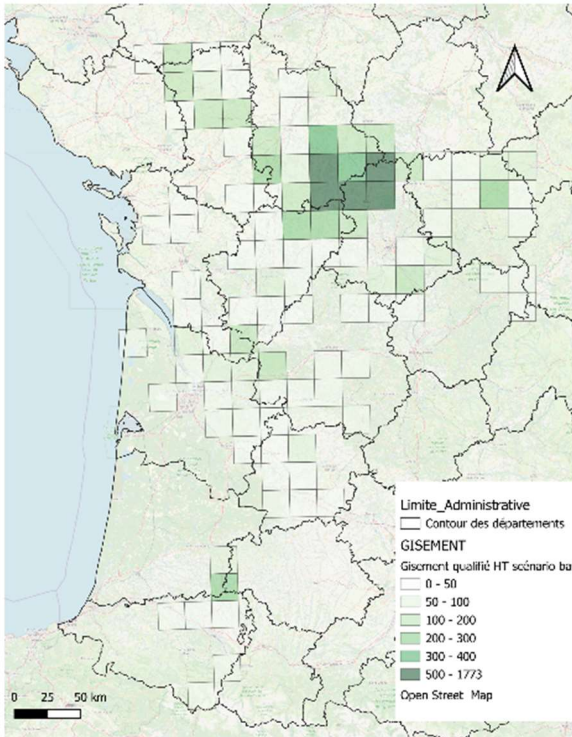 Limite_Administrative
Contour des départements
GISEMENT
Gisement qualifié HT scénario ba
0 - 50
50 - 100
100 - 200
200 - 300
300 - 400
500 - 1773
Open Street Map
0 25 50 km